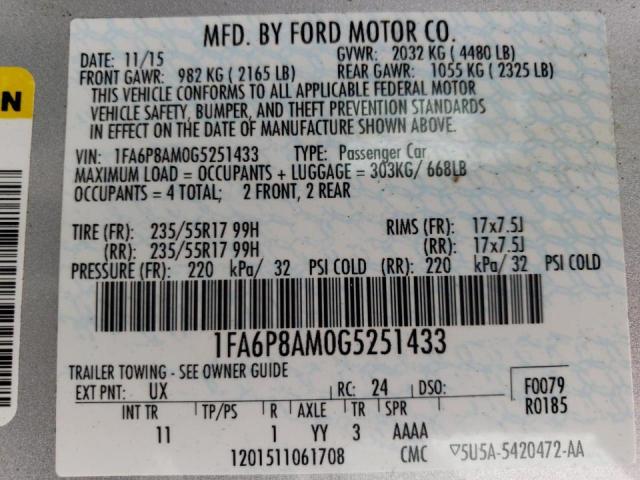 MFD. BY FORD MOTOR CO.
DATE: 11/15 GVWR: 2032 KG ( 4480 LB)
FRONT GAWR: 982 KG ( 2165 LB) REAR GAWR: 1055 KG ( 2325 LB)
THIS VEHICLE CONFORMS TO ALL APPLICABLE FEDERAL MOTOR
VEHICLE SAFETY, BUMPER, AND THEFT PREVENTION STANDARDS
IN EFFECT ON THE DATE OF MANUFACTURE SHOWN ABOVE.
VIN: 1FA6P8AM0G5251433 TYPE: Passenger Car
MAXIMUM LOAD = OCCUPANTS + LUGGAGE = 303KG/ 668LB
OCCUPANTS = 4 TOTAL; 2 FRONT, 2 REAR
TIRE (FR): 235/55R17 99H RIMS (FR): 17x7.5J
(RR): 235/55R17 99H (RR): 17x7.5J
PRESSURE (FR): 220 kPa/ 32 PSI COLD (RR): 220 kPa/ 32 PSI COLD
1FA6P8AM0G5251433
TRAILER TOWING - SEE OWNER GUIDE
EXT PNT: UX RC: 24 DSO: F0079
R0185
INT TR TP/PS R AXLE TR SPR
11 1 YY 3 AAAA
1201511061708 CMC ▽5U5A-5420472-AA